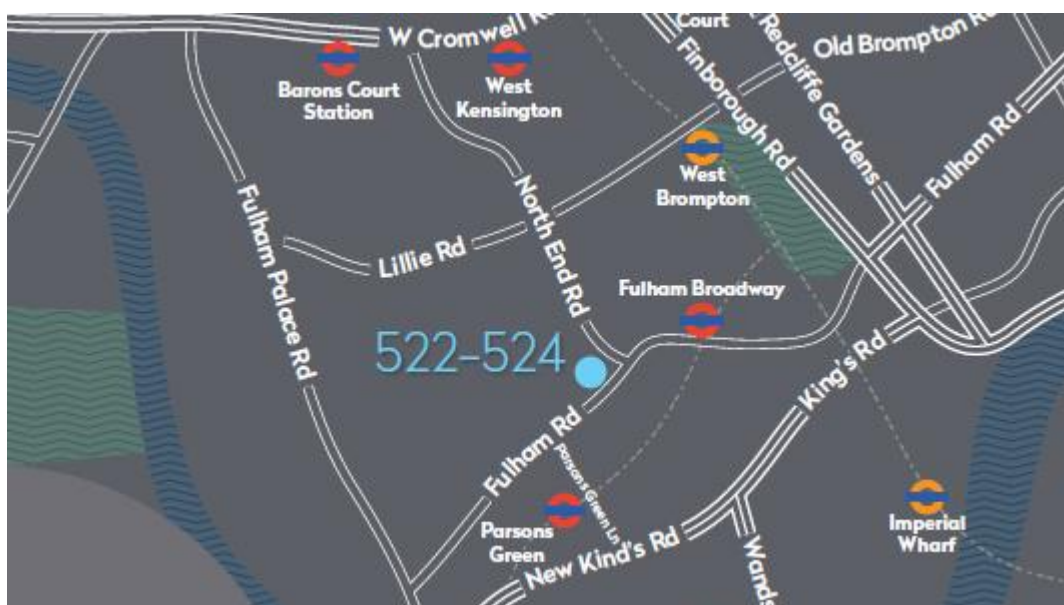 W Cromwell R
Court
Redcliffe Gardens
Old Brompton R
Barons Court
Station
West
Kensington
Finborough Rd
Fulham Rd
West
Brompton
Fulham Palace Rd
North End Rd
Lillie Rd
Fulham Broadway
522-524
King's Rd
Fulham Rd
Parsons Green Ln
Parsons
Green
New Kind's Rd
Imperial
Wharf
Wands